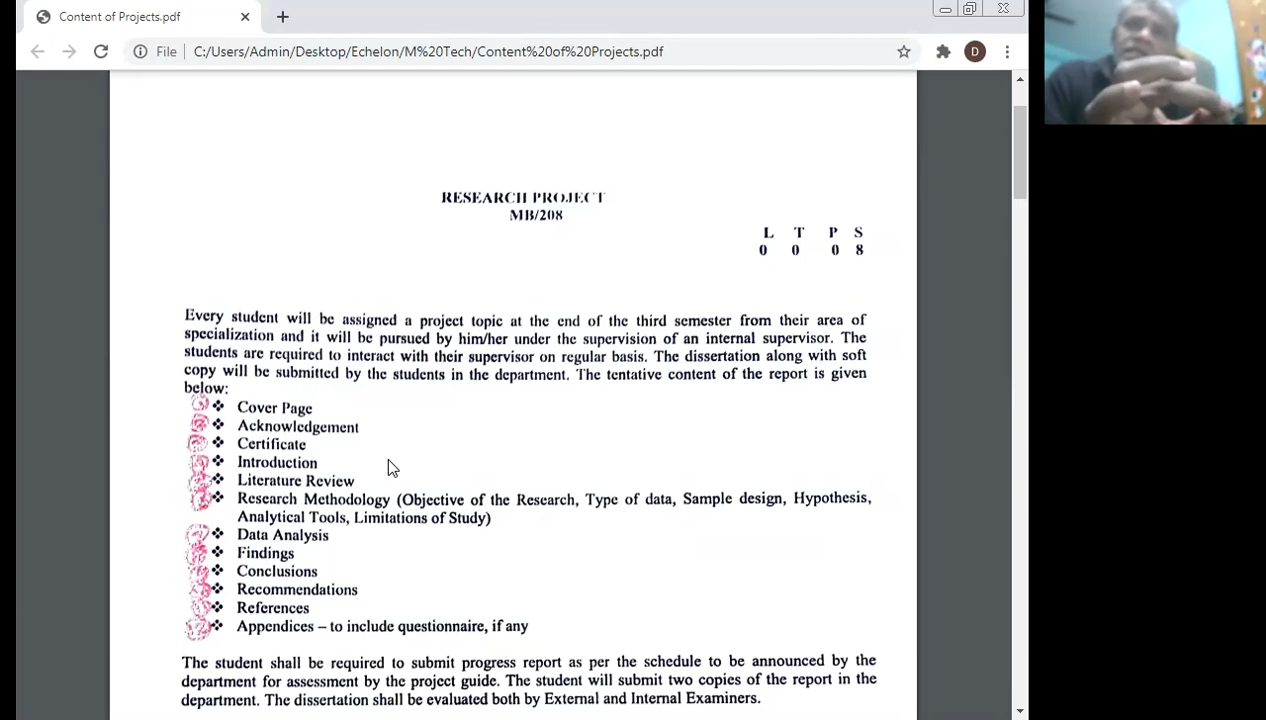 Content of Projects.pdf
File C:/Users/Admin/Desktop/Echelon/M%20Tech/Content%20of%20Projects.pdf
D
RESEARCH PROJECT
MB/208
L T P S
0 0 0 8
Every student will be assigned a project topic at the end of the third semester from their area of
specialization and it will be pursued by him/her under the supervision of an internal supervisor. The
students are required to interact with their supervisor on regular basis. The dissertation along with soft
copy will be submitted by the students in the department. The tentative content of the report is given
below:
❖ Cover Page
❖ Acknowledgement
❖ Certificate
❖ Introduction
❖ Literature Review
❖ Research Methodology (Objective of the Research, Type of data, Sample design, Hypothesis,
Analytical Tools, Limitations of Study)
❖ Data Analysis
❖ Findings
❖ Conclusions
❖ Recommendations
❖ References
❖ Appendices – to include questionnaire, if any
The student shall be required to submit progress report as per the schedule to be announced by the
department for assessment by the project guide. The student will submit two copies of the report in the
department. The dissertation shall be evaluated both by External and Internal Examiners.